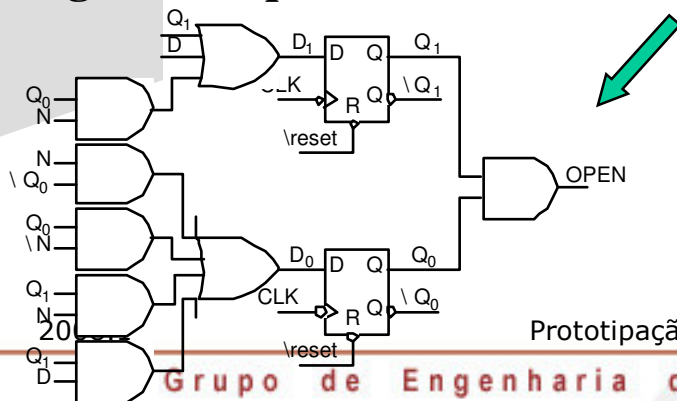 Q1
D
D1
D
Q
Q1
Q0
N
CLK
R
Q
\ Q1
\reset
N
\ Q0
OPEN
Q0
\ N
D0
D
Q
Q0
Q1
N
CLK
R
Q
\ Q0
Prototipaçã
\reset
Q1
D
Grupo de Engenharia